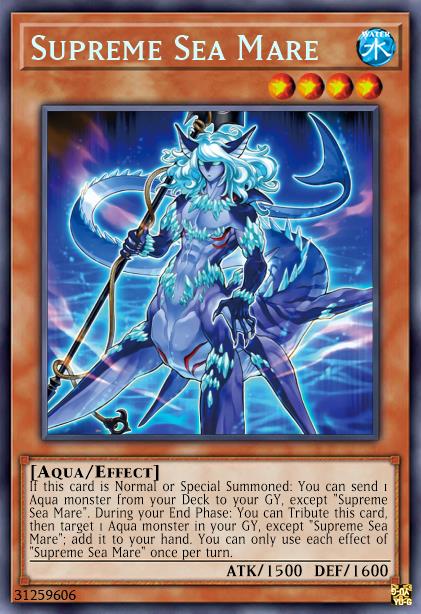 SUPREME SEA MARE
WATER
水
[AQUA/EFFECT]
If this card is Normal or Special Summoned: You can send 1
Aqua monster from your Deck to your GY, except "Supreme
Sea Mare". During your End Phase: You can Tribute this card,
then target 1 Aqua monster in your GY, except "Supreme Sea
Mare"; add it to your hand. You can only use each effect of
"Supreme Sea Mare" once per turn.
ATK/1500 DEF/1600
31259606